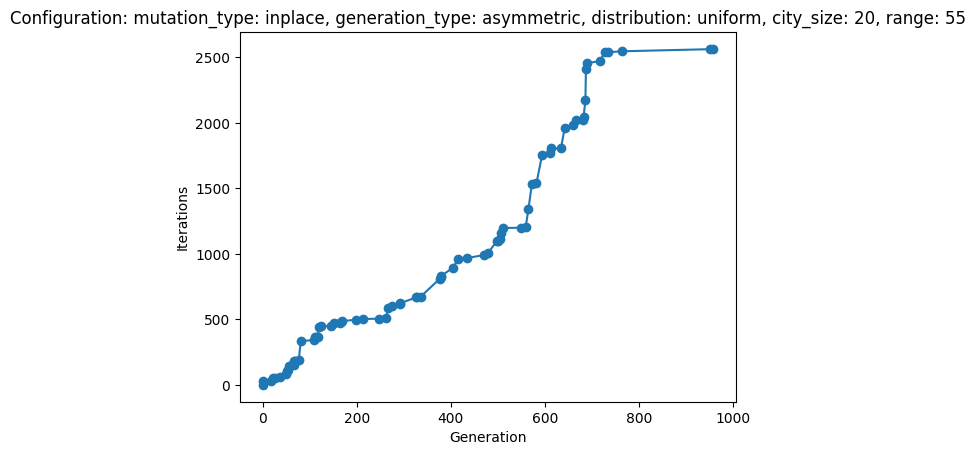 Configuration: mutation_type: inplace, generation_type: asymmetric, distribution: uniform, city_size: 20, range: 55
2500
2000
1500
1000
500
0
Iterations
0 200 400 600 800 1000
Generation